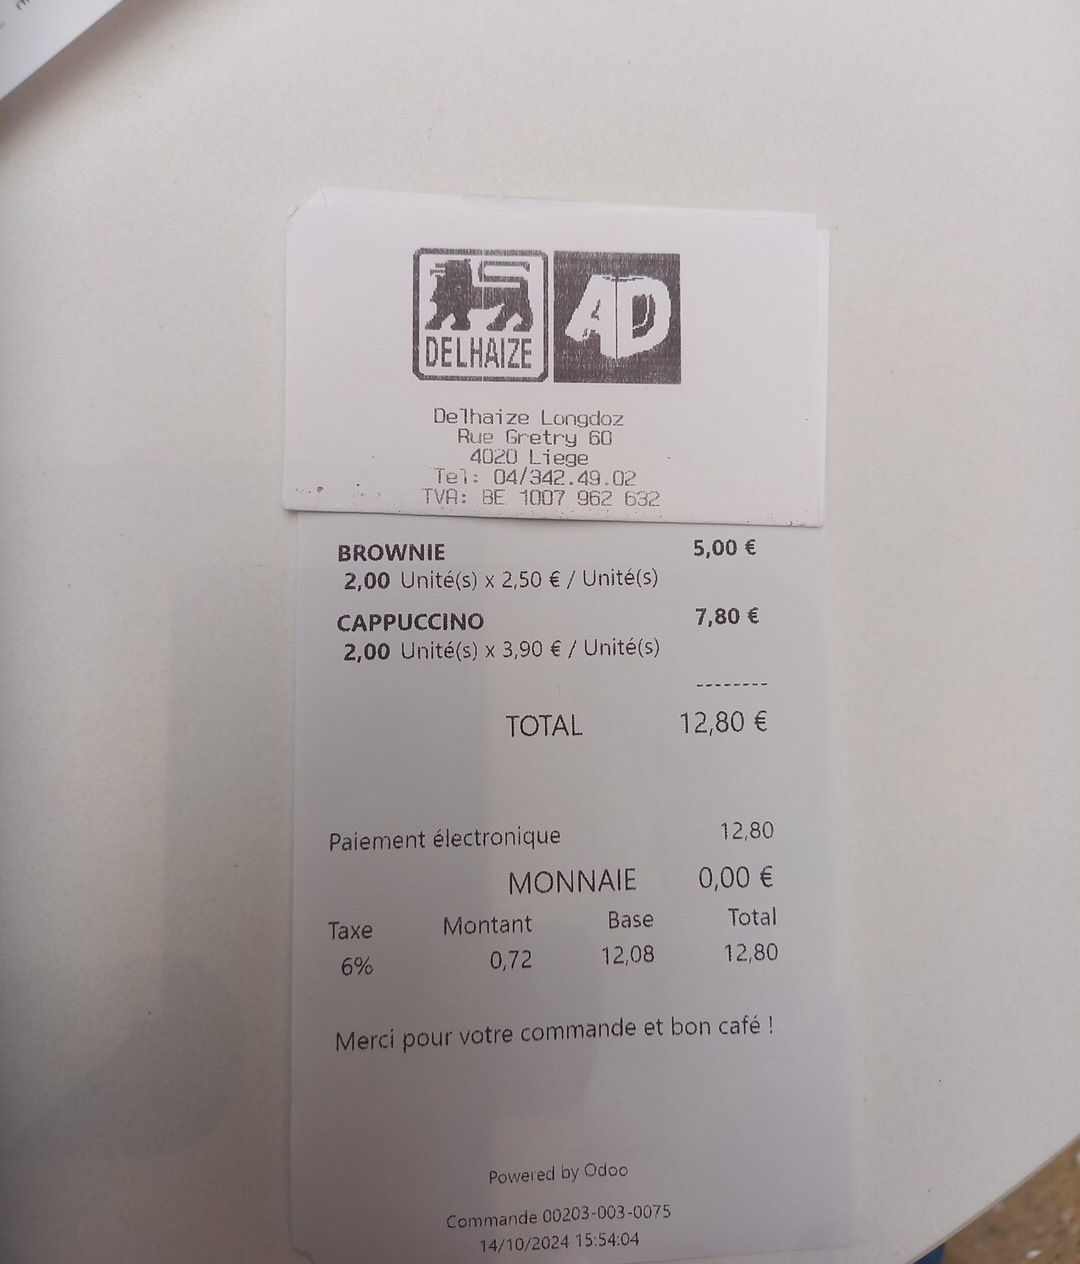 DELHAIZE AD
Delhaize Longdoz
Rue Gretry 60
4020 Liege
Tel: 04/342.49.02
TVA: BE 1007 962 632
BROWNIE 5,00 €
2,00 Unité(s) x 2,50 € / Unité(s)
CAPPUCCINO 7,80 €
2,00 Unité(s) x 3,90 € / Unité(s)
--------
TOTAL 12,80 €
Paiement électronique 12,80
MONNAIE 0,00 €
Taxe Montant Base Total
6% 0,72 12,08 12,80
Merci pour votre commande et bon café !
Powered by Odoo
Commande 00203-003-0075
14/10/2024 15:54:04